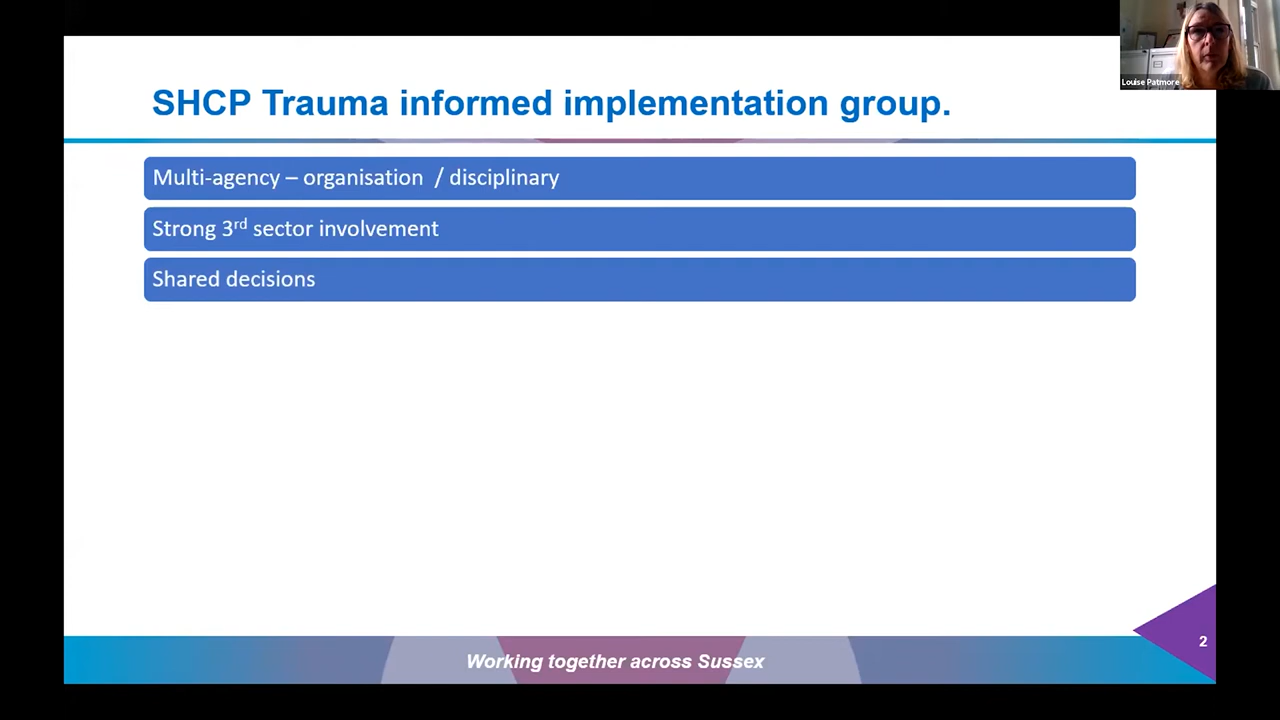 Louise Patmore
SHCP Trauma informed implementation group.
Multi-agency – organisation / disciplinary
Strong 3rd sector involvement
Shared decisions
Working together across Sussex
2